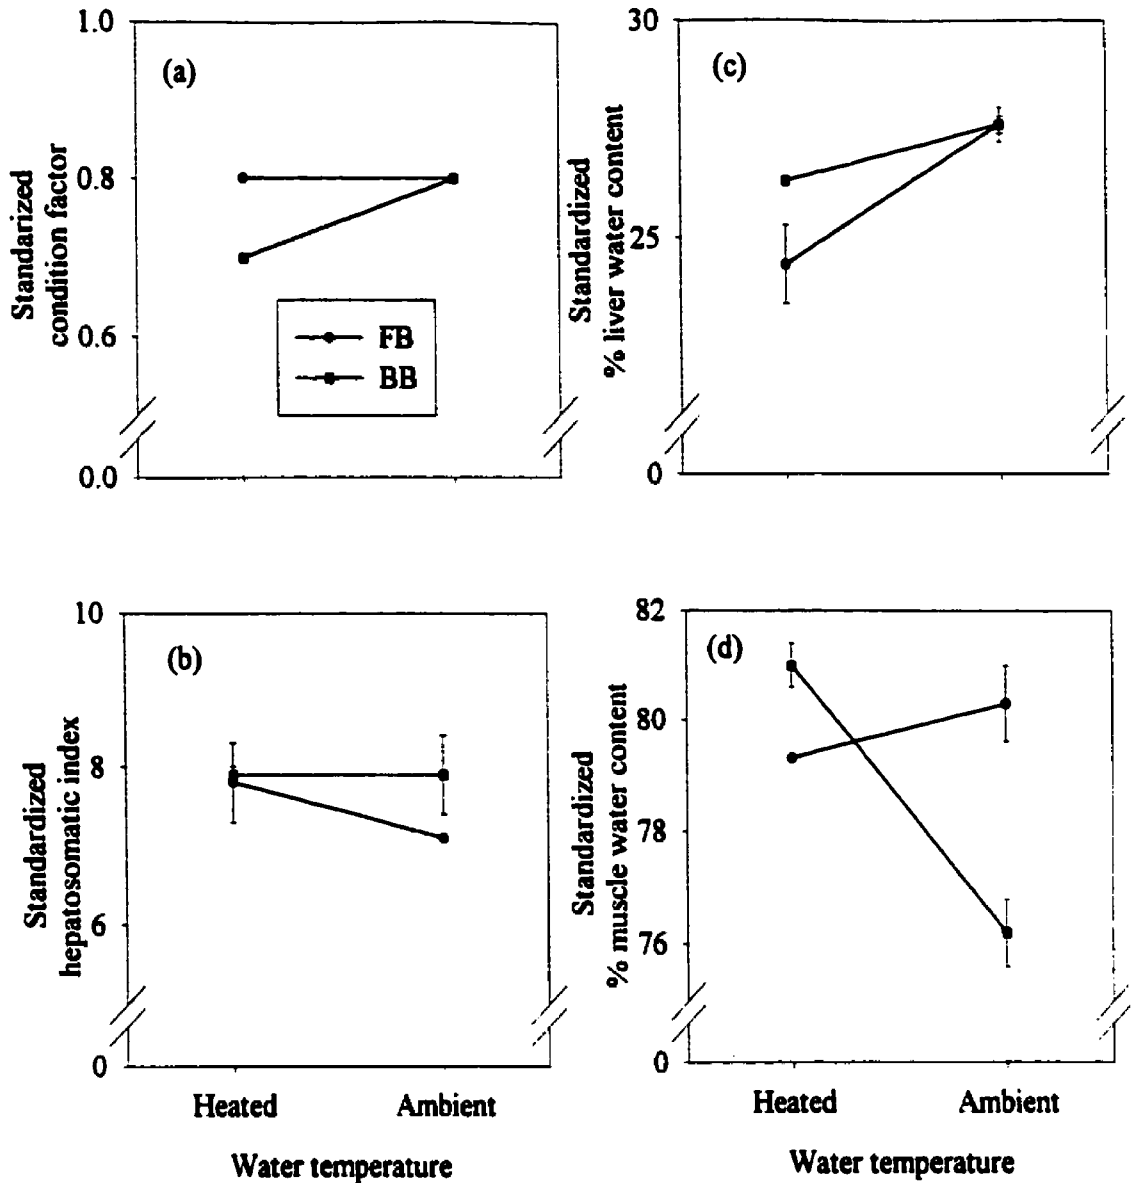 1.0
(a)
0.8
0.6
0.0
Standarized
condition factor
FB
BB
30
(c)
25
0
Standardized
% liver water content
10
(b)
8
6
0
Standardized
hepatosomatic index
Heated
Ambient
Water temperature
82
(d)
80
78
76
0
Standardized
% muscle water content
Heated
Ambient
Water temperature